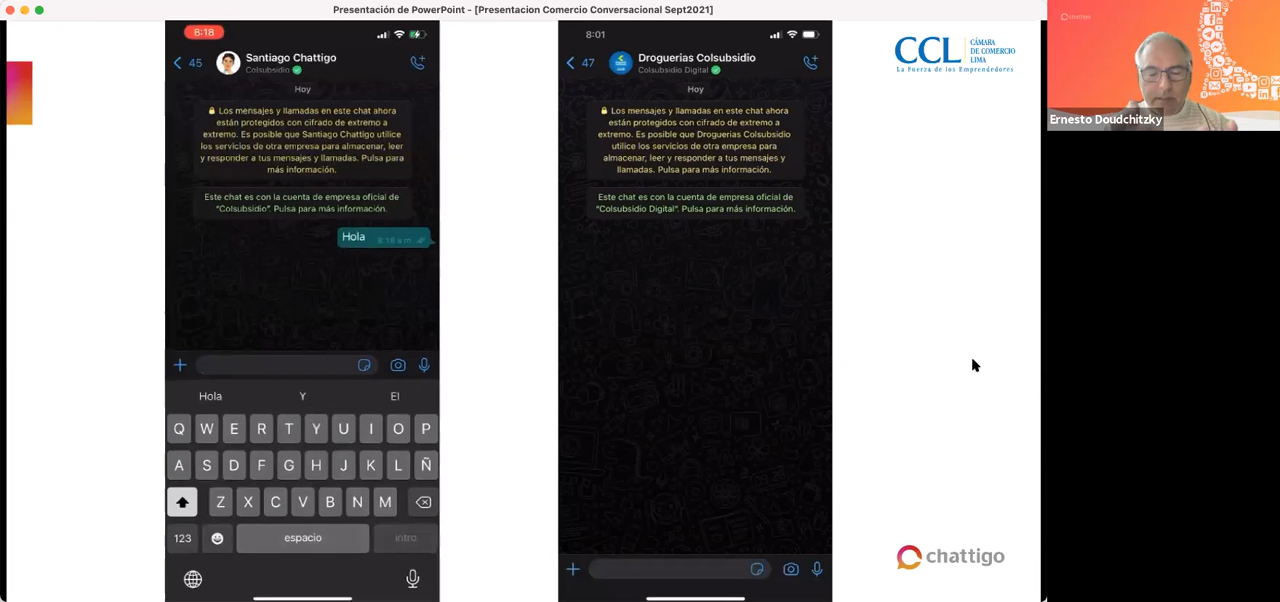 Presentación de PowerPoint - [Presentacion Comercio Conversacional Sept2021]
8:18
45
Santiago Chattigo
Colsubsidio
Hoy
Los mensajes y llamadas en este chat ahora
están protegidos con cifrado de extremo a
extremo. Es posible que Santiago Chattigo utilice
los servicios de otra empresa para almacenar, leer
y responder a tus mensajes y llamadas. Pulsa para
más información.
Este chat es con la cuenta de empresa oficial de
“Colsubsidio”. Pulsa para más información.
Hola
8:18 a.m.
Hola Y El
Q W E R T Y U I O P
A S D F G H J K L Ñ
Z X C V B N M
123 espacio intro
8:01
47
Droguerias Colsubsidio
Colsubsidio Digital
Hoy
Los mensajes y llamadas en este chat ahora
están protegidos con cifrado de extremo a
extremo. Es posible que Droguerias Colsubsidio
utilice los servicios de otra empresa para
almacenar, leer y responder a tus mensajes y
llamadas. Pulsa para más información.
Este chat es con la cuenta de empresa oficial de
“Colsubsidio Digital”. Pulsa para más información.
CCL
CÁMARA
DE COMERCIO
LIMA
La Fuerza de los Emprendedores
chattigo
chattigo
Ernesto Doudchitzky